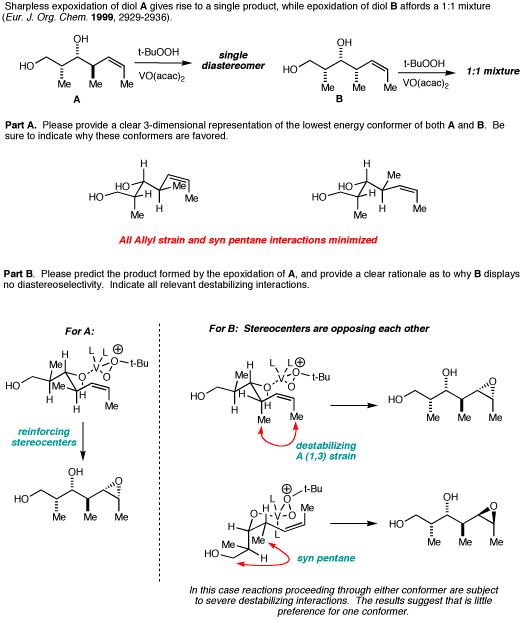 Sharpless expoxidation of diol A gives rise to a single product, while epoxidation of diol B affords a 1:1 mixture
(Eur. J. Org. Chem. 1999, 2929-2936).
OH
HO
Me
Me
Me
A
t-BuOOH
VO(acac)2
single
diastereomer
OH
HO
Me
Me
Me
B
t-BuOOH
VO(acac)2
1:1 mixture
Part A. Please provide a clear 3-dimensional representation of the lowest energy conformer of both A and B. Be
sure to indicate why these conformers are favored.
H
HO
Me
H
HO
H
Me
Me
H
Me
HO
H
HO
Me
H
Me
All Allyl strain and syn pentane interactions minimized
Part B. Please predict the product formed by the epoxidation of A, and provide a clear rationale as to why B displays
no diastereoselectivity. Indicate all relevant destabilizing interactions.
For A:
L
L
V
O
O
t-Bu
H
Me
O
HO
Me
H
H
H
Me
reinforcing
stereocenters
OH
O
HO
Me
Me
Me
For B: Stereocenters are opposing each other
L
L
V
O
O
t-Bu
H
Me
O
HO
H
H
H
Me
Me
destabilizing
A (1,3) strain
OH
O
HO
Me
Me
Me
O
t-Bu
H
O
V
O
Me
H
L
L
Me
Me
H
HO
syn pentane
OH
O
HO
Me
Me
Me
In this case reactions proceeding through either conformer are subject
to severe destabilizing interactions. The results suggest that is little
preference for one conformer.